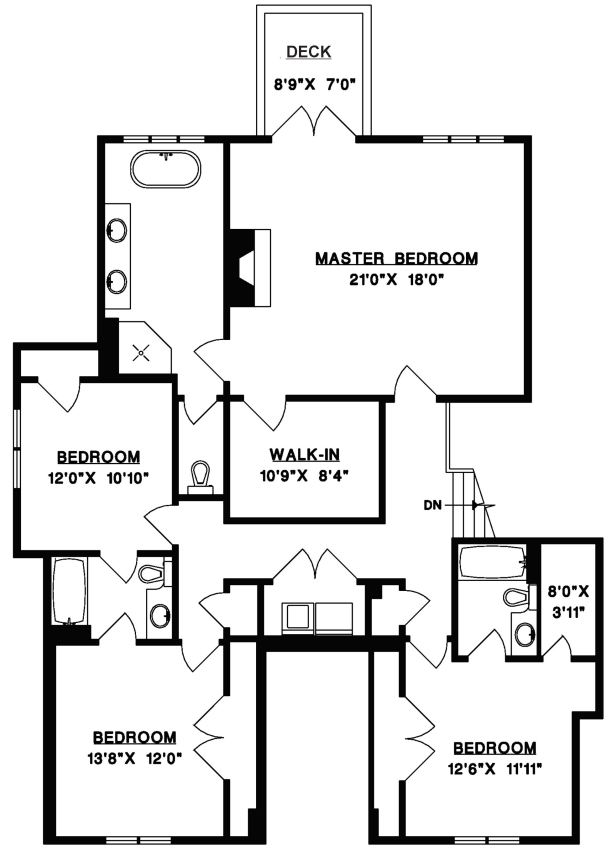 DECK
8'9"X 7'0"
MASTER BEDROOM
21'0"X 18'0"
BEDROOM
12'0"X 10'10"
WALK-IN
10'9"X 8'4"
DN
8'0"X
3'11"
BEDROOM
13'8"X 12'0"
BEDROOM
12'6"X 11'11"